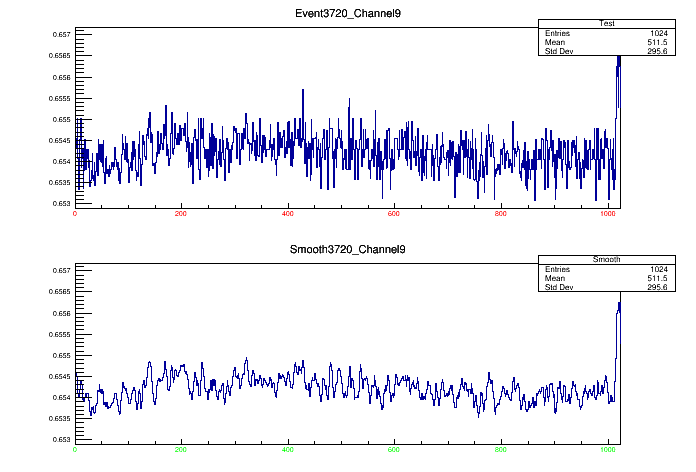 Event3720_Channel9
Test
Entries 1024
Mean 511.5
Std Dev 295.6
0.657
0.6565
0.656
0.6555
0.655
0.6545
0.654
0.6535
0.653
0 200 400 600 800 1000
Smooth3720_Channel9
Smooth
Entries 1024
Mean 511.5
Std Dev 295.6
0.657
0.6565
0.656
0.6555
0.655
0.6545
0.654
0.6535
0.653
0 200 400 600 800 1000